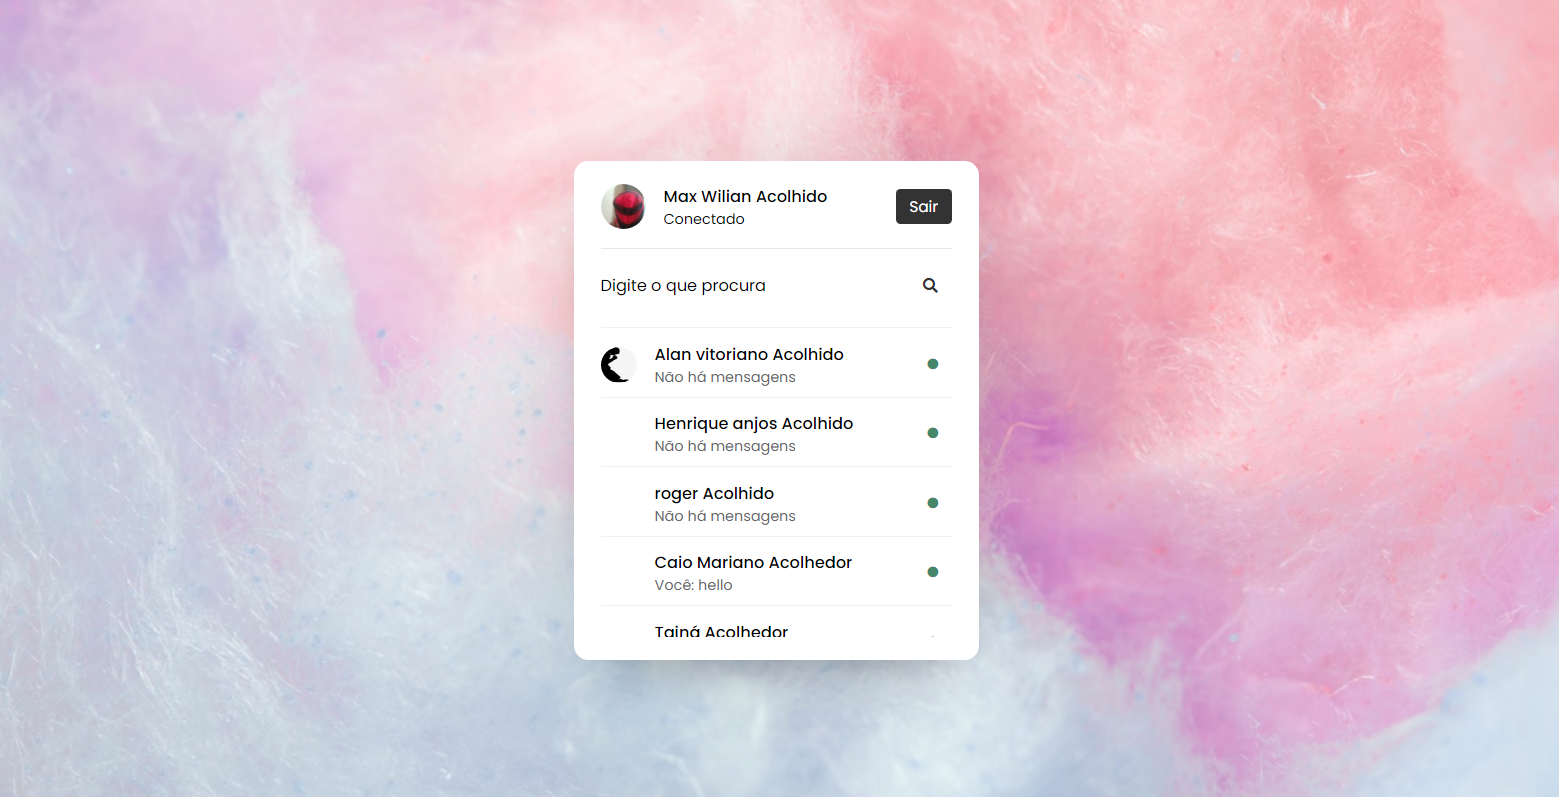 Max Wilian Acolhido
Conectado
Sair
Digite o que procura
Alan vitoriano Acolhido
Não há mensagens
Henrique anjos Acolhido
Não há mensagens
roger Acolhido
Não há mensagens
Caio Mariano Acolhedor
Você: hello
Tainá Acolhedor